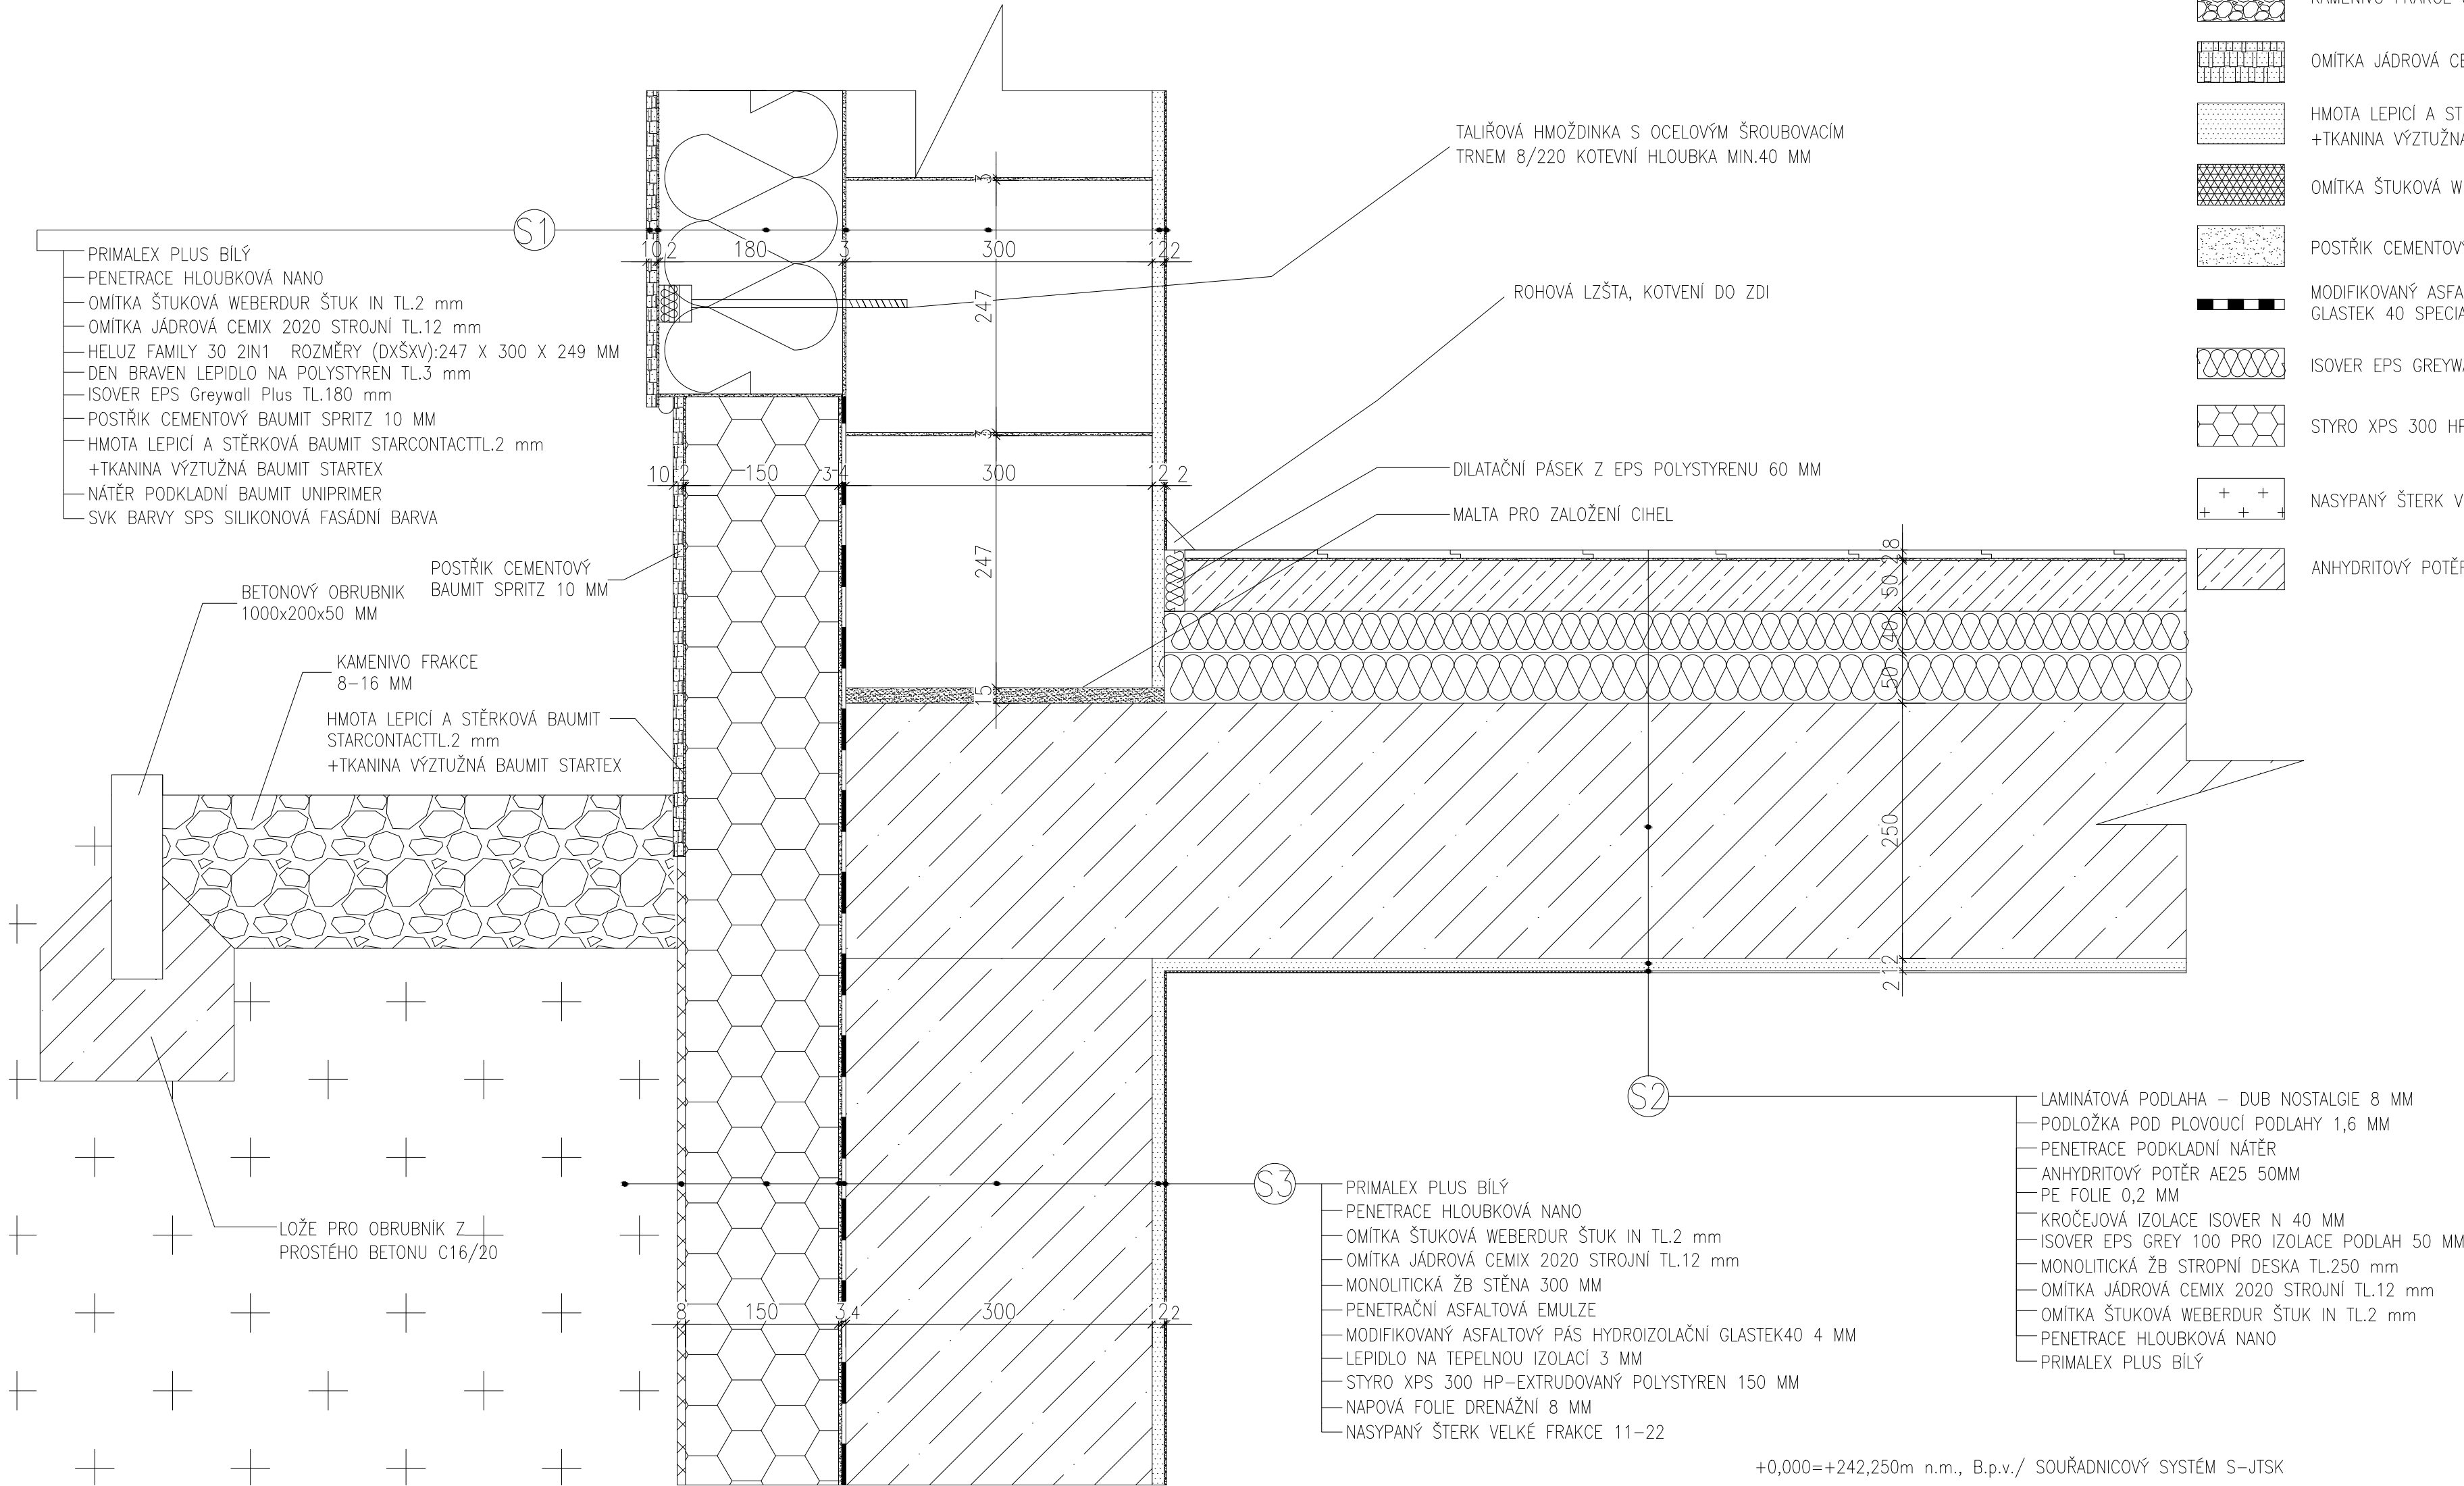 S1
PRIMALEX PLUS BÍLÝ
PENETRACE HLOUBKOVÁ NANO
OMÍTKA ŠTUKOVÁ WEBERDUR ŠTUK IN TL.2 mm
OMÍTKA JÁDROVÁ CEMIX 2020 STROJNÍ TL.12 mm
HELUZ FAMILY 30 2IN1 ROZMĚRY (DXŠXV):247 X 300 X 249 MM
DEN BRAVEN LEPIDLO NA POLYSTYREN TL.3 mm
ISOVER EPS Greywall Plus TL.180 mm
POSTŘIK CEMENTOVÝ BAUMIT SPRITZ 10 MM
HMOTA LEPICÍ A STĚRKOVÁ BAUMIT STARCONTACTTL.2 mm
+TKANINA VÝZTUŽNÁ BAUMIT STARTEX
NÁTĚR PODKLADNÍ BAUMIT UNIPRIMER
SVK BARVY SPS SILIKONOVÁ FASÁDNÍ BARVA
POSTŘIK CEMENTOVÝ
BAUMIT SPRITZ 10 MM
BETONOVÝ OBRUBNIK
1000x200x50 MM
KAMENIVO FRAKCE
8-16 MM
HMOTA LEPICÍ A STĚRKOVÁ BAUMIT
STARCONTACTTL.2 mm
+TKANINA VÝZTUŽNÁ BAUMIT STARTEX
LOŽE PRO OBRUBNÍK Z
PROSTÉHO BETONU C16/20
10 2 180 3 300 12 2
3
247
3
10 2 150 3 4 300 12 2
247
15
8 150 3 4 300 12 2
TALIŘOVÁ HMOŽDINKA S OCELOVÝM ŠROUBOVACÍM
TRNEM 8/220 KOTEVNÍ HLOUBKA MIN.40 MM
ROHOVÁ LZŠTA, KOTVENÍ DO ZDI
DILATAČNÍ PÁSEK Z EPS POLYSTYRENU 60 MM
MALTA PRO ZALOŽENÍ CIHEL
8
2
50
40
50
250
12
2
S3
PRIMALEX PLUS BÍLÝ
PENETRACE HLOUBKOVÁ NANO
OMÍTKA ŠTUKOVÁ WEBERDUR ŠTUK IN TL.2 mm
OMÍTKA JÁDROVÁ CEMIX 2020 STROJNÍ TL.12 mm
MONOLITICKÁ ŽB STĚNA 300 MM
PENETRAČNÍ ASFALTOVÁ EMULZE
MODIFIKOVANÝ ASFALTOVÝ PÁS HYDROIZOLAČNÍ GLASTEK40 4 MM
LEPIDLO NA TEPELNOU IZOLACÍ 3 MM
STYRO XPS 300 HP-EXTRUDOVANÝ POLYSTYREN 150 MM
NAPOVÁ FOLIE DRENÁŽNÍ 8 MM
NASYPANÝ ŠTERK VELKÉ FRAKCE 11-22
S2
LAMINÁTOVÁ PODLAHA - DUB NOSTALGIE 8 MM
PODLOŽKA POD PLOVOUCÍ PODLAHY 1,6 MM
PENETRACE PODKLADNÍ NÁTĚR
ANHYDRITOVÝ POTĚR AE25 50MM
PE FOLIE 0,2 MM
KROČEJOVÁ IZOLACE ISOVER N 40 MM
ISOVER EPS GREY 100 PRO IZOLACE PODLAH 50 MM
MONOLITICKÁ ŽB STROPNÍ DESKA TL.250 mm
OMÍTKA JÁDROVÁ CEMIX 2020 STROJNÍ TL.12 mm
OMÍTKA ŠTUKOVÁ WEBERDUR ŠTUK IN TL.2 mm
PENETRACE HLOUBKOVÁ NANO
PRIMALEX PLUS BÍLÝ
OMÍTKA JÁDROVÁ CE
HMOTA LEPICÍ A ST
+TKANINA VÝZTUŽNÁ
OMÍTKA ŠTUKOVÁ W
POSTŘIK CEMENTOVÝ
MODIFIKOVANÝ ASFA
GLASTEK 40 SPECIA
ISOVER EPS GREYWA
STYRO XPS 300 HP
NASYPANÝ ŠTERK V
ANHYDRITOVÝ POTĚR
+0,000=+242,250m n.m., B.p.v./ SOUŘADNICOVÝ SYSTÉM S-JTSK